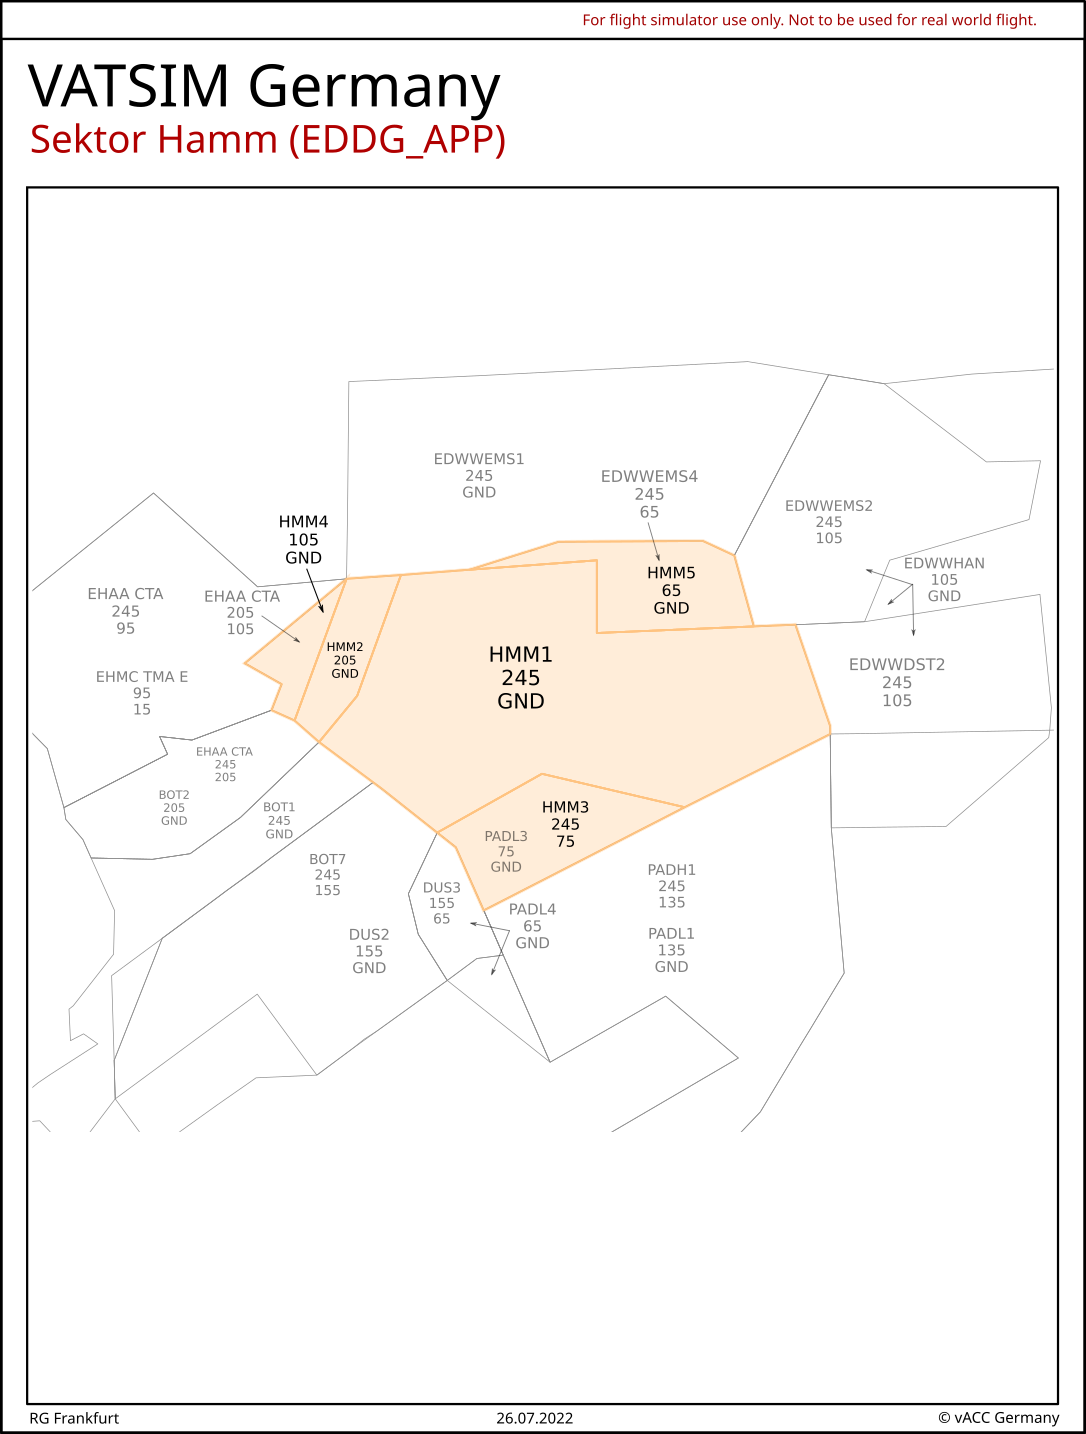 For flight simulator use only. Not to be used for real world flight.
VATSIM Germany
Sektor Hamm (EDDG_APP)
EDWWEMS1
245
GND
EDWWEMS4
245
65
EDWWEMS2
245
105
HMM4
105
GND
EDWWHAN
105
GND
HMM5
65
GND
EHAA CTA
245
95
EHAA CTA
205
105
HMM2
205
GND
HMM1
245
GND
EDWWDST2
245
105
EHMC TMA E
95
15
EHAA CTA
245
205
BOT2
205
GND
BOT1
245
GND
HMM3
245
75
PADL3
75
GND
BOT7
245
155
DUS3
155
65
PADH1
245
135
PADL4
65
GND
DUS2
155
GND
PADL1
135
GND
RG Frankfurt
26.07.2022
© vACC Germany